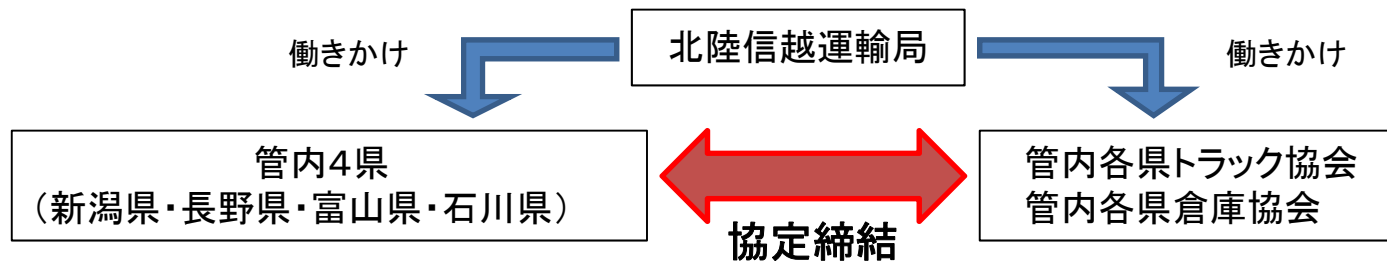 北陸信越運輸局
働きかけ
働きかけ
管内4県
（新潟県・長野県・富山県・石川県）
管内各県トラック協会
管内各県倉庫協会
協定締結